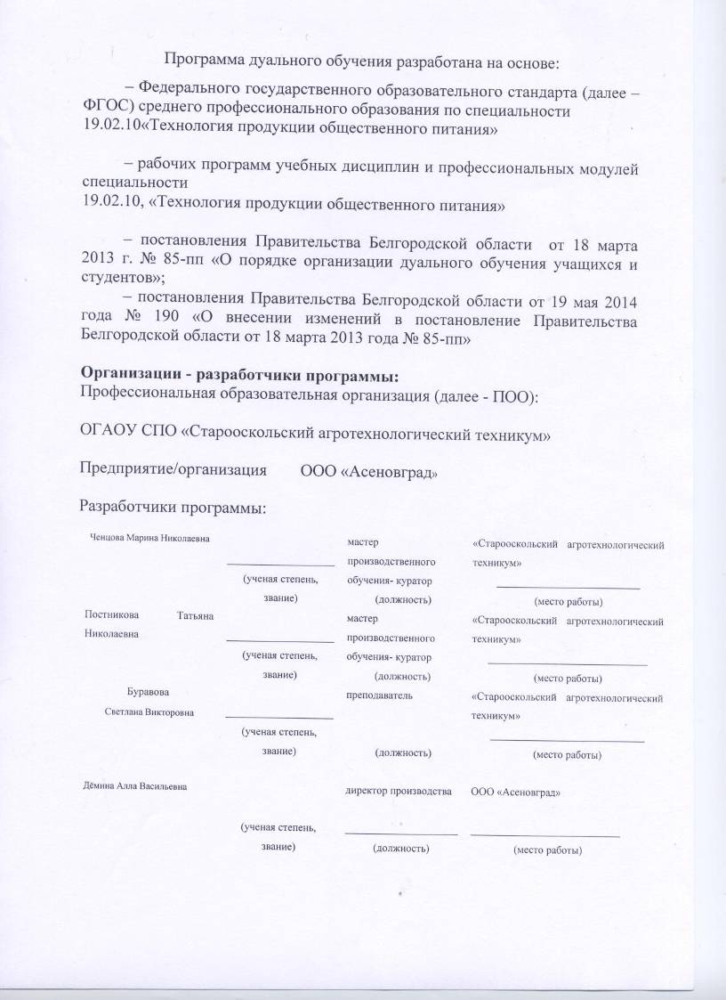 Программа дуального обучения разработана на основе:
– Федерального государственного образовательного стандарта (далее –
ФГОС) среднего профессионального образования по специальности
19.02.10«Технология продукции общественного питания»
– рабочих программ учебных дисциплин и профессиональных модулей
специальности
19.02.10, «Технология продукции общественного питания»
– постановления Правительства Белгородской области от 18 марта
2013 г. № 85-пп «О порядке организации дуального обучения учащихся и
студентов»;
– постановления Правительства Белгородской области от 19 мая 2014
года № 190 «О внесении изменений в постановление Правительства
Белгородской области от 18 марта 2013 года № 85-пп»
Организации - разработчики программы:
Профессиональная образовательная организация (далее - ПОО):
ОГАОУ СПО «Старооскольский агротехнологический техникум»
Предприятие/организация ООО «Асеновград»
Разработчики программы:
Ченцова Марина Николаевна мастер «Старооскольский агротехнологический
производственного техникум»
(ученая степень, обучения- куратор
звание) (должность) (место работы)
Постникова Татьяна мастер «Старооскольский агротехнологический
Николаевна производственного техникум»
(ученая степень, обучения- куратор
звание) (должность) (место работы)
Буравова преподаватель «Старооскольский агротехнологический
Светлана Викторовна техникум»
(ученая степень,
звание) (должность) (место работы)
Дёмина Алла Васильевна директор производства ООО «Асеновград»
(ученая степень,
звание) (должность) (место работы)